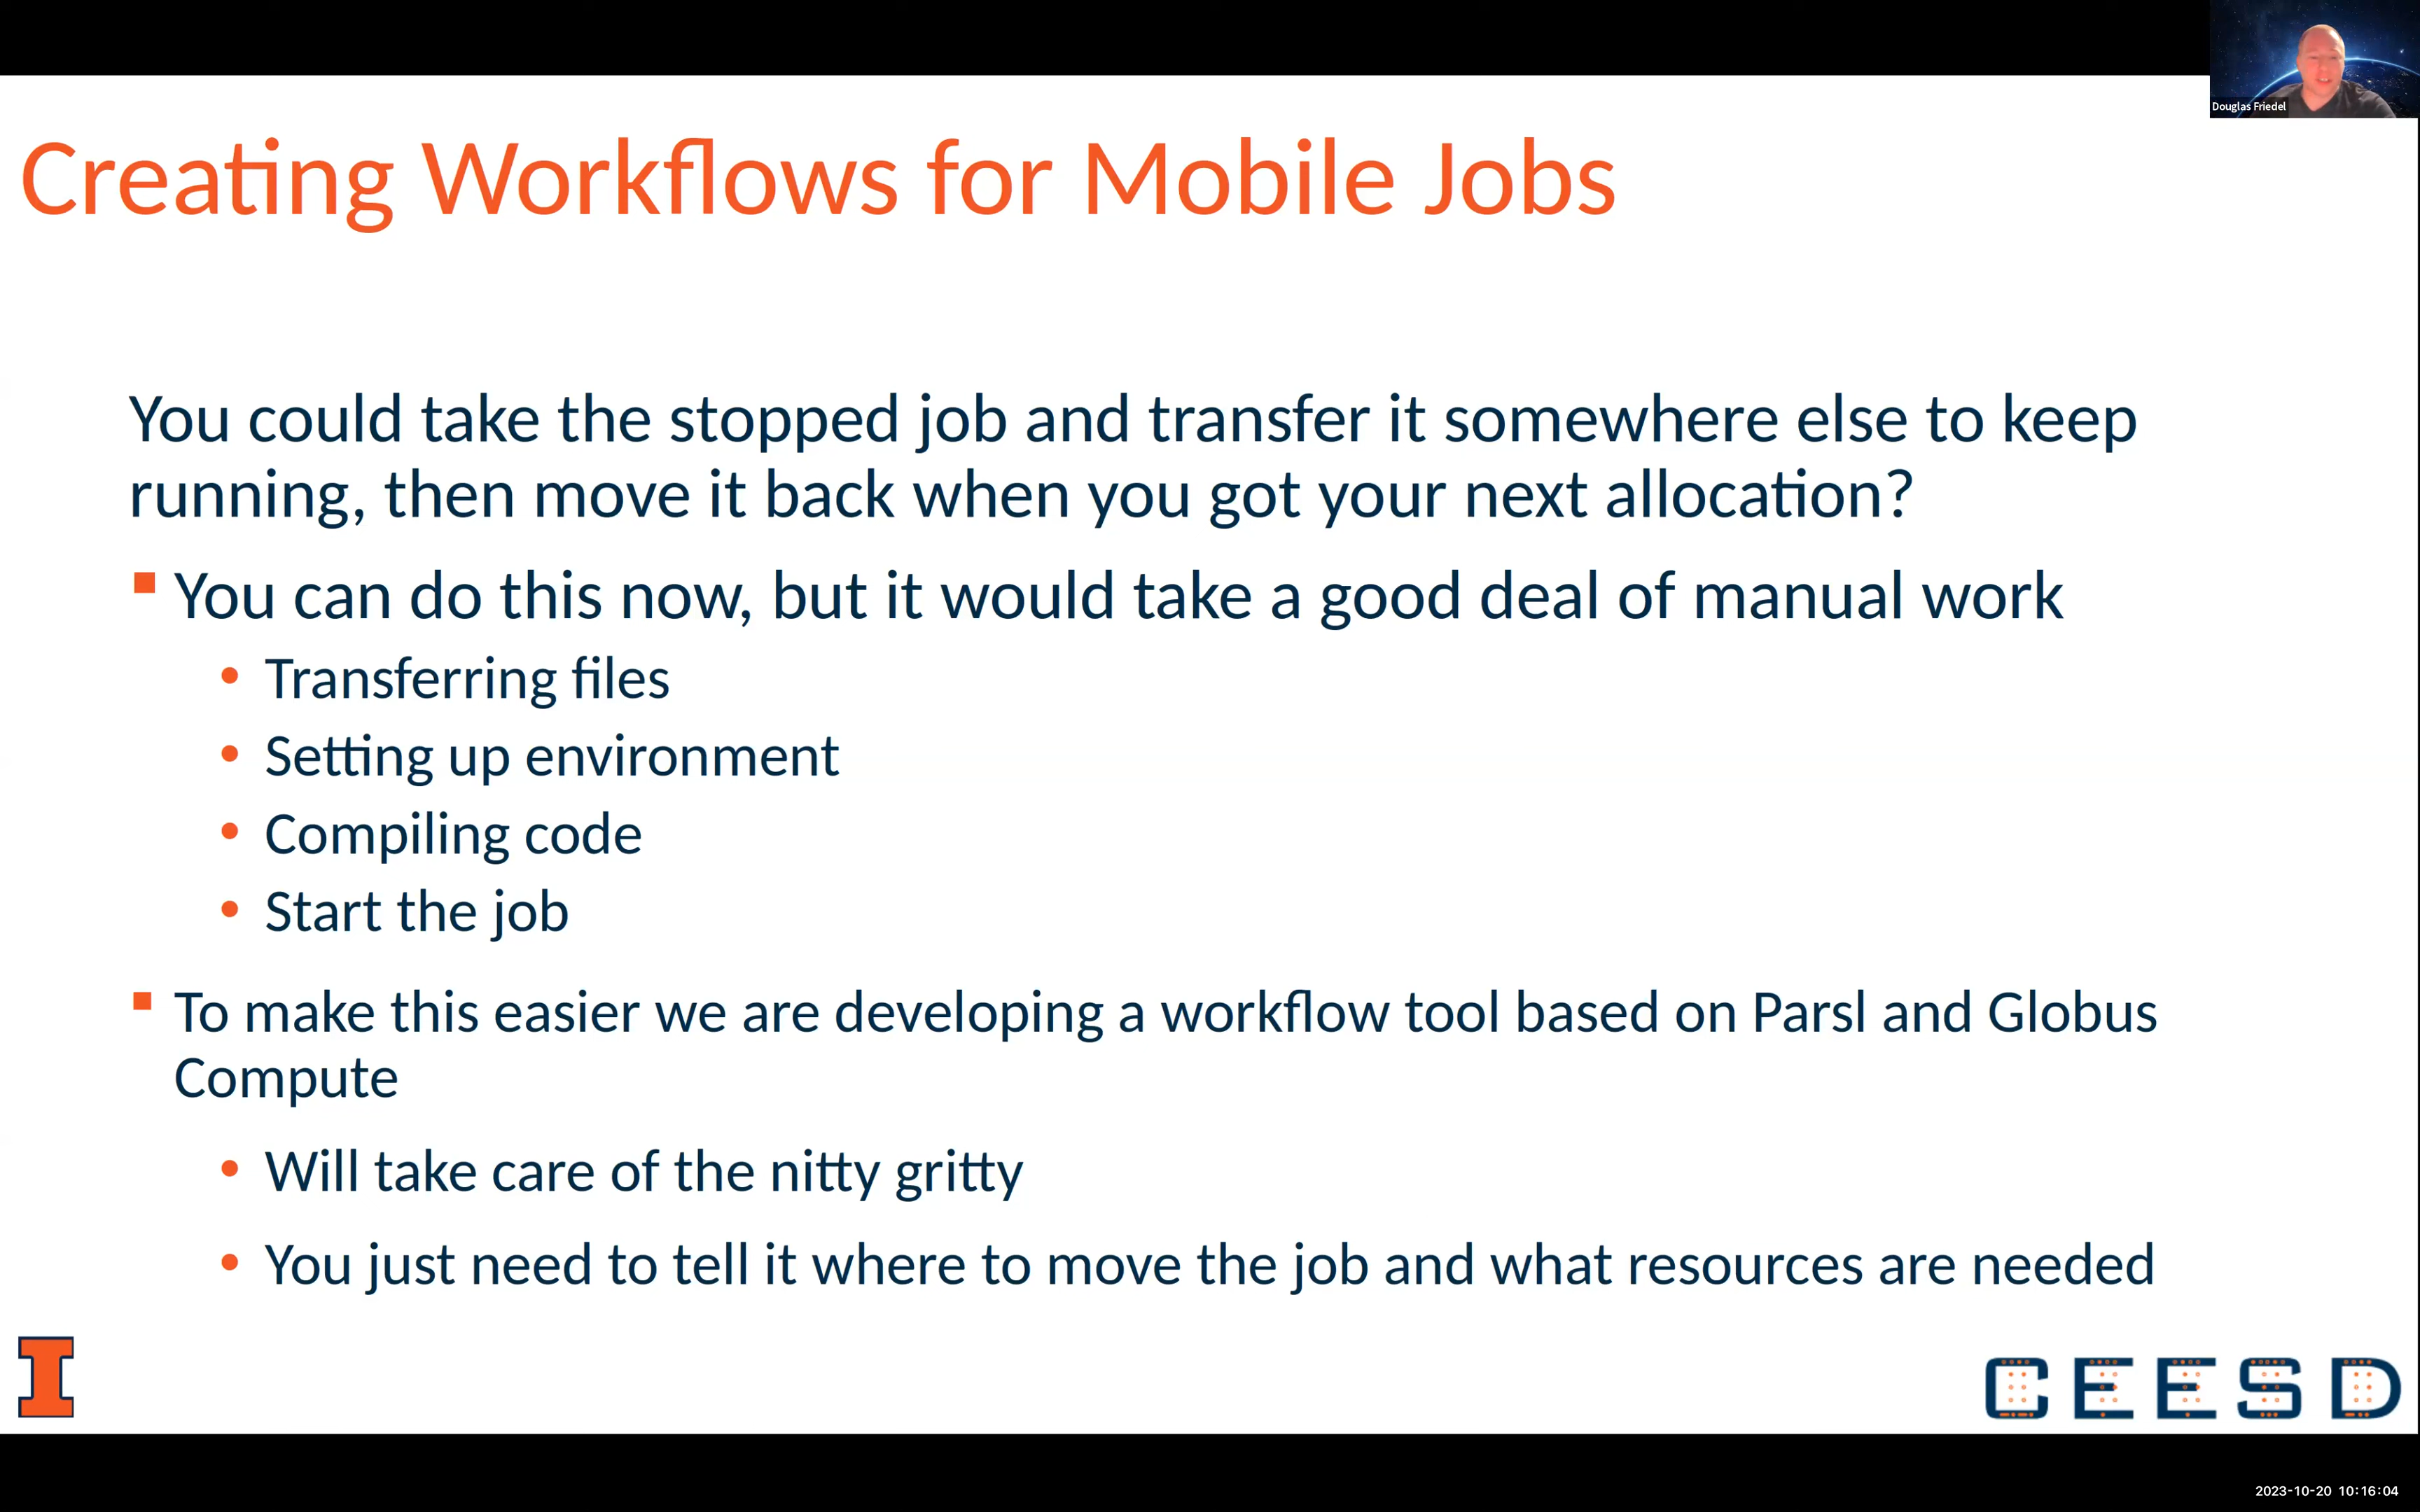 Douglas Friedel
Creating Workflows for Mobile Jobs
You could take the stopped job and transfer it somewhere else to keep
running, then move it back when you got your next allocation?
You can do this now, but it would take a good deal of manual work
Transferring files
Setting up environment
Compiling code
Start the job
To make this easier we are developing a workflow tool based on Parsl and Globus
Compute
Will take care of the nitty gritty
You just need to tell it where to move the job and what resources are needed
I
CEESD
2023-10-20 10:16:04